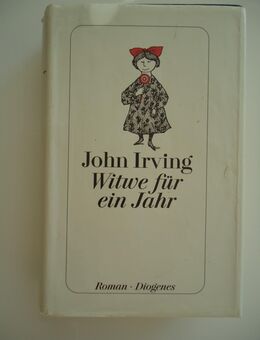 John Irving
Witwe für
ein Jahr
Roman · Diogenes